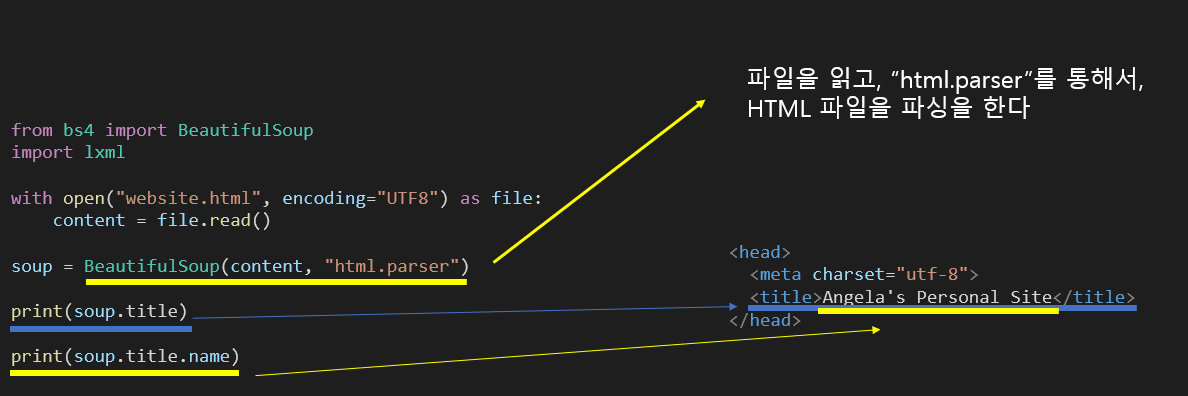 파일을 읽고, “html.parser”를 통해서,
HTML 파일을 파싱을 한다
from bs4 import BeautifulSoup
import lxml
with open("website.html", encoding="UTF8") as file:
    content = file.read()
soup = BeautifulSoup(content, "html.parser")
print(soup.title)
print(soup.title.name)
<head>
  <meta charset="utf-8">
  <title>Angela's Personal Site</title>
</head>